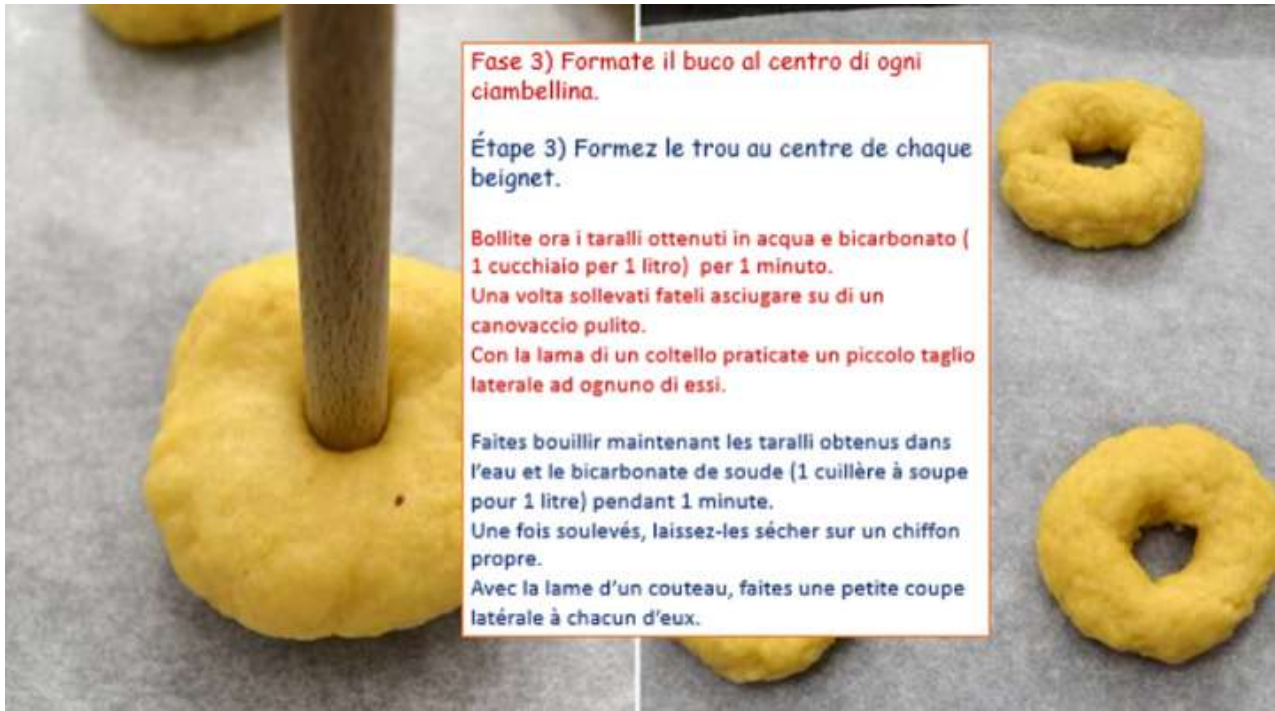 Fase 3) Formate il buco al centro di ogni
ciambellina.
Étape 3) Formez le trou au centre de chaque
beignet.
Bollite ora i taralli ottenuti in acqua e bicarbonato (
1 cucchiaio per 1 litro) per 1 minuto.
Una volta sollevati fateli asciugare su di un
canovaccio pulito.
Con la lama di un coltello praticate un piccolo taglio
laterale ad ognuno di essi.
Faites bouillir maintenant les taralli obtenus dans
l'eau et le bicarbonate de soude (1 cuillère à soupe
pour 1 litre) pendant 1 minute.
Une fois soulevés, laissez-les sécher sur un chiffon
propre.
Avec la lame d'un couteau, faites une petite coupe
latérale à chacun d'eux.